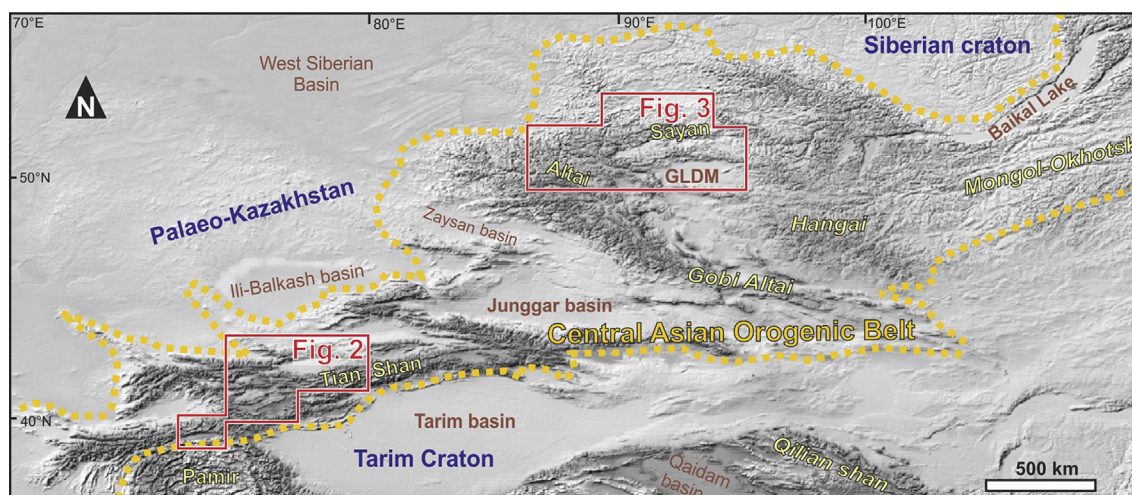 70°E
80°E
90°E
100°E
Siberian craton
West Siberian
Basin
Baikal Lake
N
Fig. 3
Sayan
Altai
GLDM
50°N
Mongol-Okhotsk
Palaeo-Kazakhstan
Zaysan basin
Hangai
Ili-Balkash basin
Gobi Altai
Junggar basin
Central Asian Orogenic Belt
Fig. 2
Tian Shan
40°N
Tarim basin
Tarim Craton
Pamir
Qaidam
basin
Qilian shan
500 km